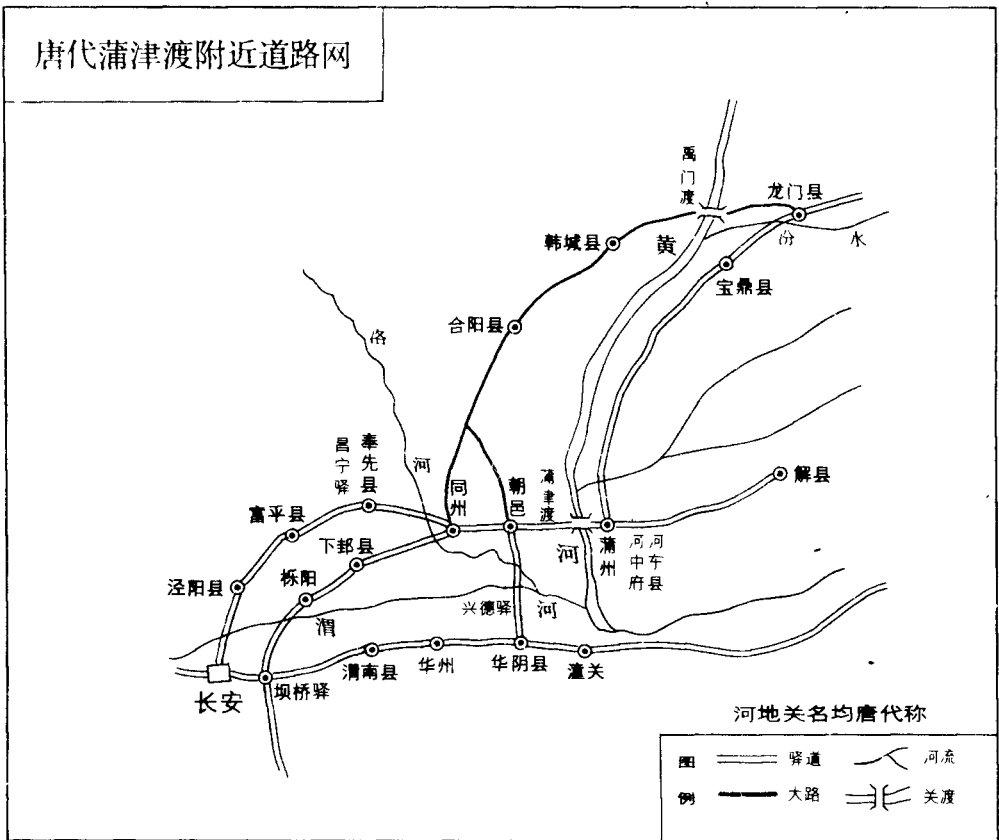 唐代蒲津渡附近道路网
禹门渡
龙门县
韩城县
黄
汾水
宝鼎县
合阳县
洛
河
昌宁驿
奉先县
同州
朝邑
蒲津渡
解县
富平县
下邽县
河
蒲州
河中府
河东县
泾阳县
栎阳
渭
兴德驿
河
长安
坝桥驿
渭南县
华州
华阴县
潼关
河地关名均唐代称
图例
驿道
河流
大路
关渡